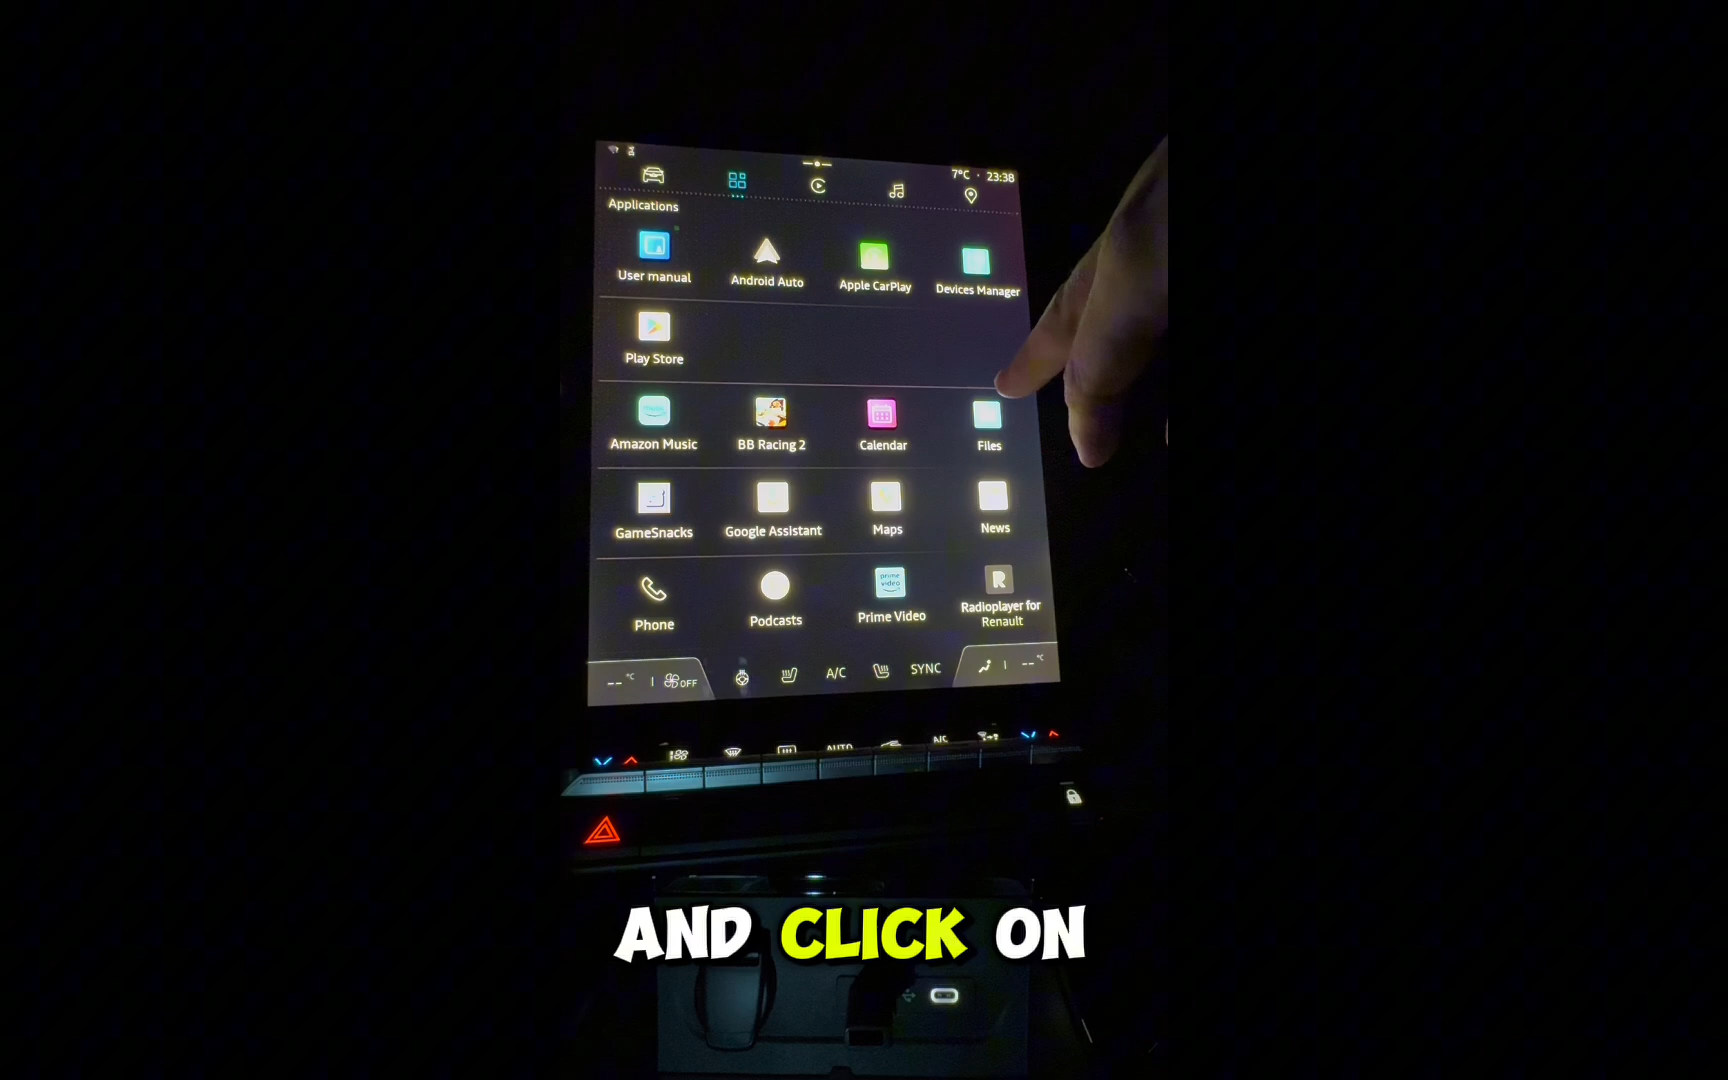 7°C · 23:38
Applications
User manual
Android Auto
Apple CarPlay
Devices Manager
Play Store
Amazon Music
BB Racing 2
Calendar
Files
GameSnacks
Google Assistant
Maps
News
Phone
Podcasts
prime
video
Prime Video
R
Radioplayer for
Renault
-- °C
OFF
A/C
SYNC
-- °C
AUTO
AND CLICK ON